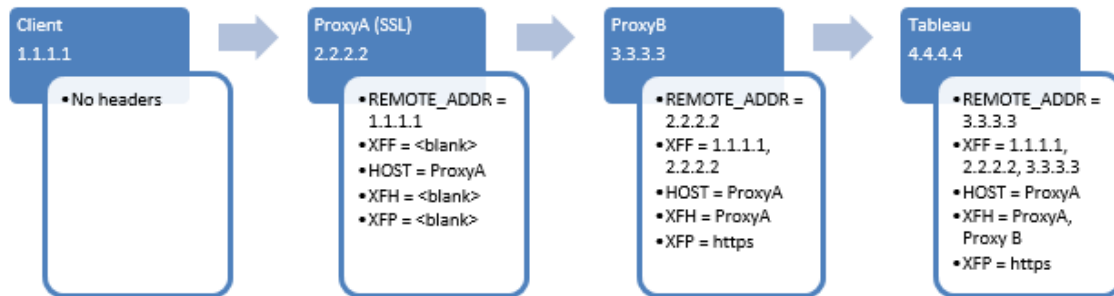 Client
1.1.1.1
•No headers
ProxyA (SSL)
2.2.2.2
•REMOTE_ADDR =
1.1.1.1
•XFF = <blank>
•HOST = ProxyA
•XFH = <blank>
•XFP = <blank>
ProxyB
3.3.3.3
•REMOTE_ADDR =
2.2.2.2
•XFF = 1.1.1.1,
2.2.2.2
•HOST = ProxyA
•XFH = ProxyA
•XFP = https
Tableau
4.4.4.4
•REMOTE_ADDR =
3.3.3.3
•XFF = 1.1.1.1,
2.2.2.2, 3.3.3.3
•HOST = ProxyA
•XFH = ProxyA,
Proxy B
•XFP = https